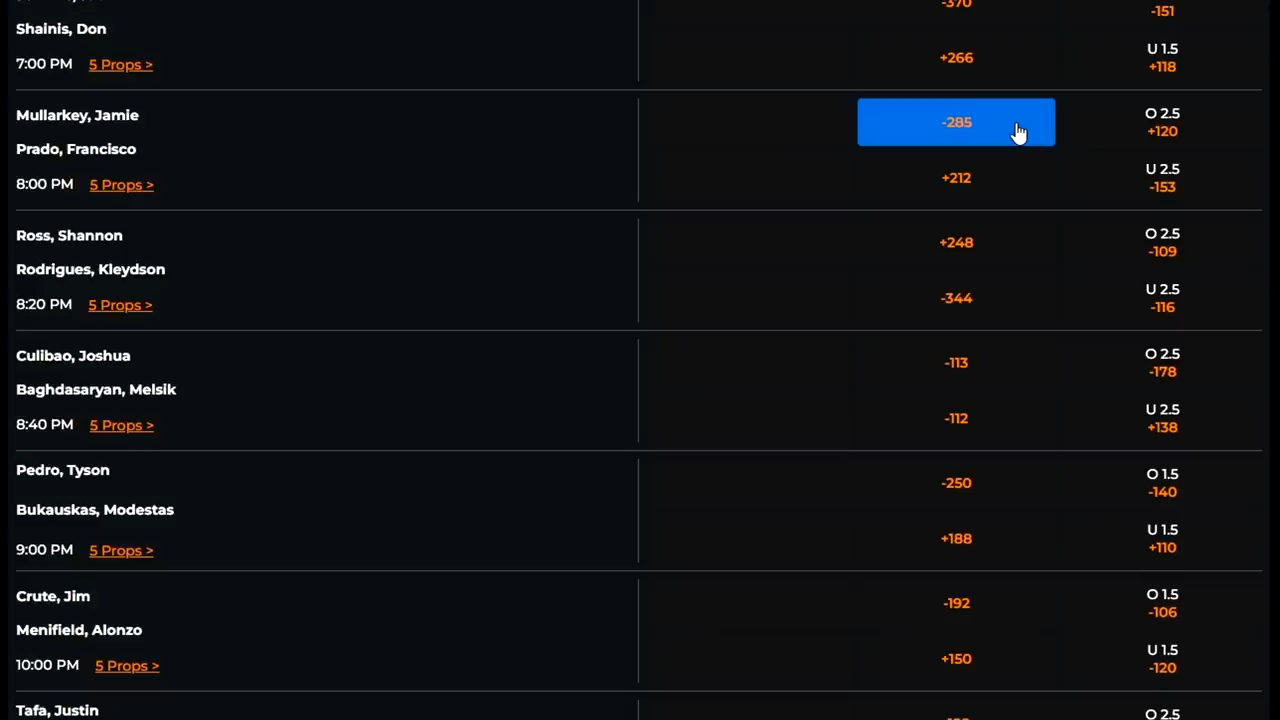 -370
-151
Shainis, Don
U 1.5
7:00 PM 5 Props >
+266
+118
Mullarkey, Jamie
-285
O 2.5
+120
Prado, Francisco
8:00 PM 5 Props >
+212
U 2.5
-153
Ross, Shannon
+248
O 2.5
-109
Rodrigues, Kleydson
8:20 PM 5 Props >
-344
U 2.5
-116
Culibao, Joshua
-113
O 2.5
-178
Baghdasaryan, Melsik
8:40 PM 5 Props >
-112
U 2.5
+138
Pedro, Tyson
-250
O 1.5
-140
Bukauskas, Modestas
9:00 PM 5 Props >
+188
U 1.5
+110
Crute, Jim
-192
O 1.5
-106
Menifield, Alonzo
10:00 PM 5 Props >
+150
U 1.5
-120
Tafa, Justin
O 2.5